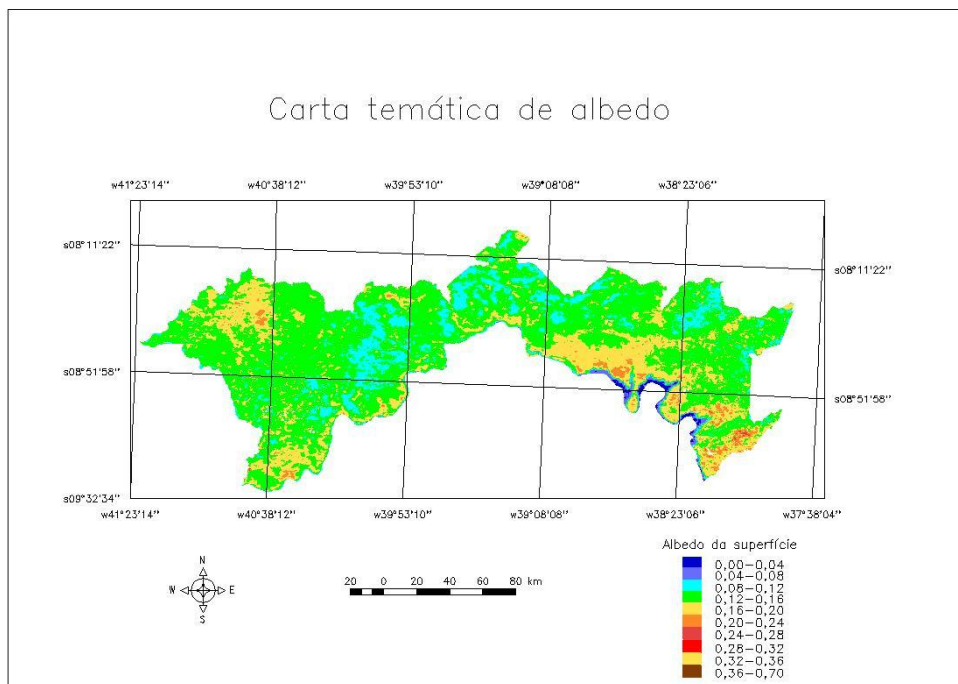 Carta temática de albedo
w41°23'14" w40°38'12" w39°53'10" w39°08'08" w38°23'06"
s08°11'22" s08°11'22"
s08°51'58" s08°51'58"
s09°32'34"
w41°23'14" w40°38'12" w39°53'10" w39°08'08" w38°23'06" w37°38'04"
Albedo da superfície
0,00-0,04
0,04-0,08
0,08-0,12
0,12-0,16
0,16-0,20
0,20-0,24
0,24-0,28
0,28-0,32
0,32-0,36
0,36-0,70
N
W E
S
20 0 20 40 60 80 km